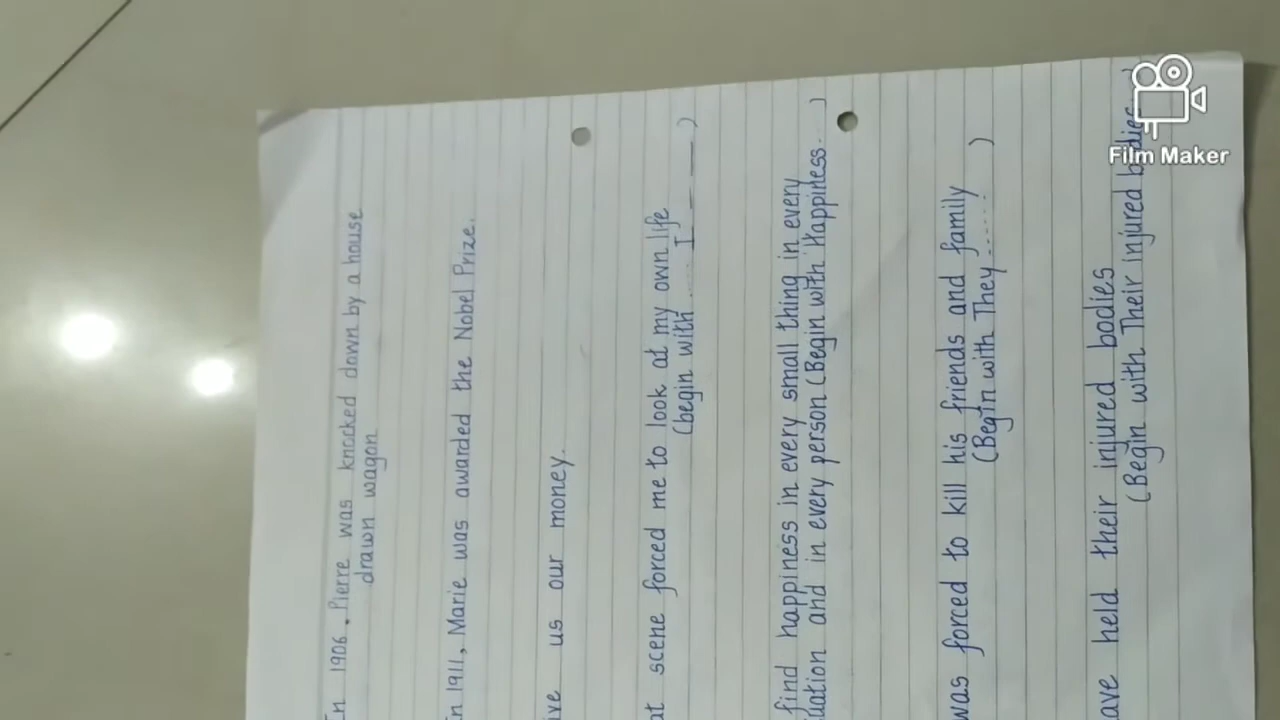 In 1906, Pierre was knocked down by a house
drawn wagon
In 1911, Marie was awarded the Nobel Prize.
us our money.
scene forced me to look at my own life
(begin with ..... I _ _ _ )
find happiness in every small thing in every
and in every person (Begin with Happiness... )
was forced to kill his friends and family
(Begin with They ...... )
held their injured bodies
(Begin with Their injured bodies )
Film Maker